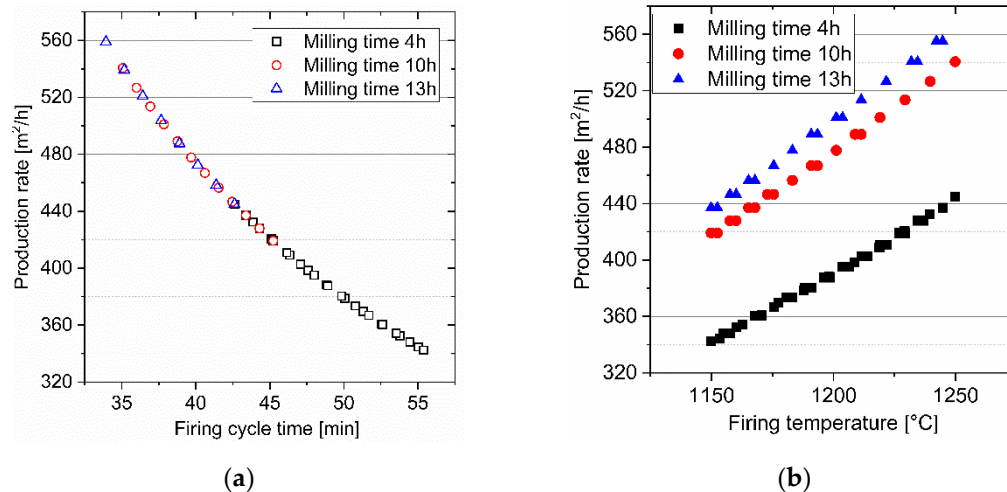 Production rate [m²/h]
560
520
480
440
400
360
320
Milling time 4h
Milling time 10h
Milling time 13h
35 40 45 50 55
Firing cycle time [min]
(a)
Production rate [m²/h]
560
520
480
440
400
360
320
Milling time 4h
Milling time 10h
Milling time 13h
1150 1200 1250
Firing temperature [°C]
(b)